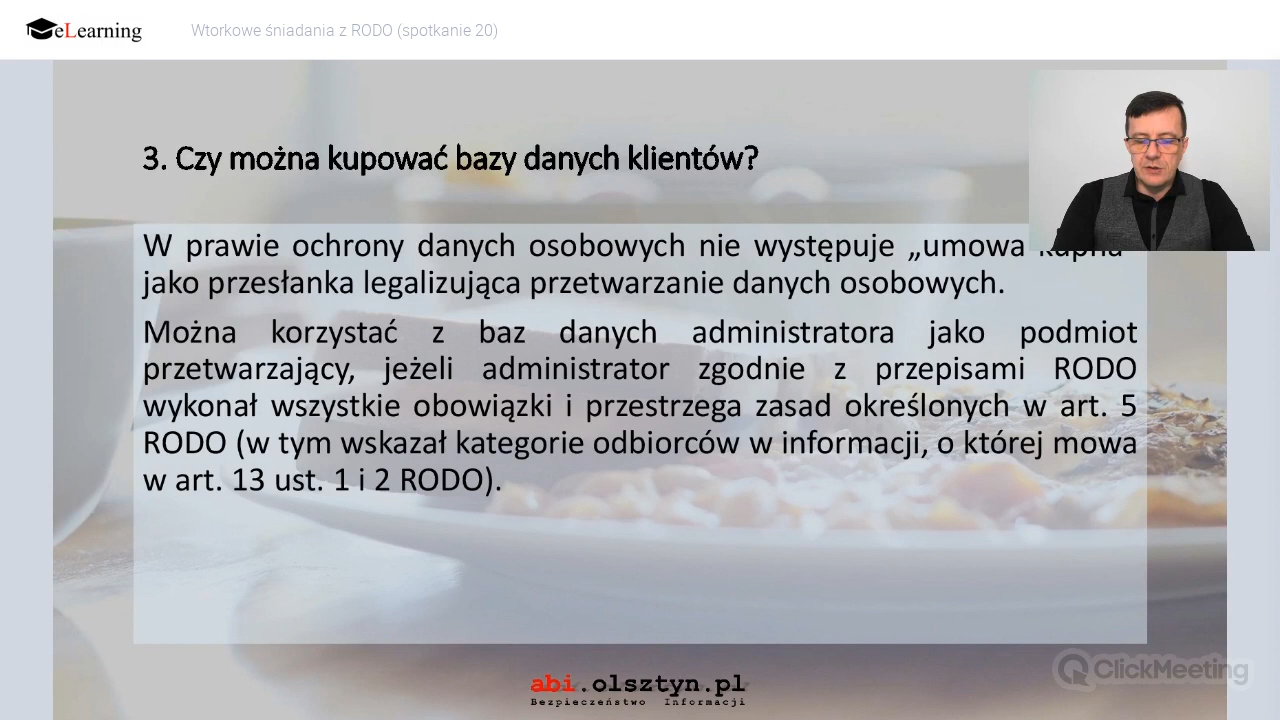 eLearning
Wtorkowe śniadania z RODO (spotkanie 20)
3. Czy można kupować bazy danych klientów?
W prawie ochrony danych osobowych nie występuje „umowa
jako przesłanka legalizująca przetwarzanie danych osobowych.
Można korzystać z baz danych administratora jako podmiot
przetwarzający, jeżeli administrator zgodnie z przepisami RODO
wykonał wszystkie obowiązki i przestrzega zasad określonych w art. 5
RODO (w tym wskazał kategorie odbiorców w informacji, o której mowa
w art. 13 ust. 1 i 2 RODO).
ClickMeeting
abi.olsztyn.pl
Bezpieczeństwo Informacji